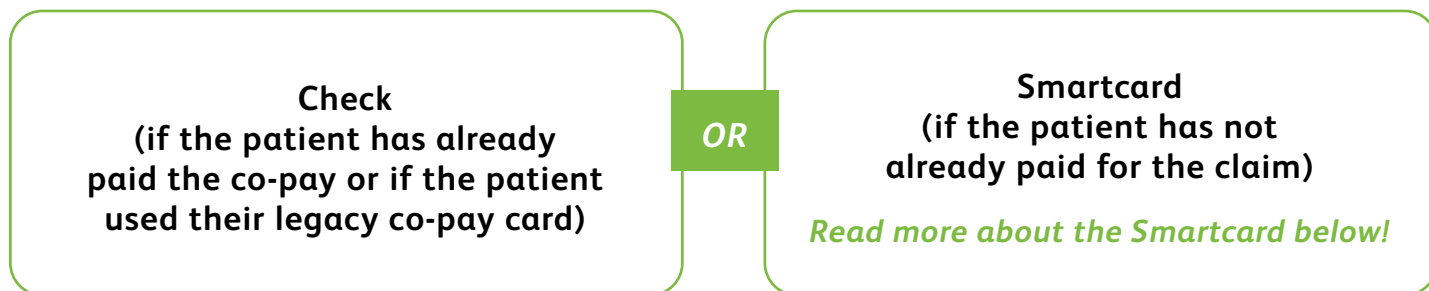 Check
(if the patient has already
paid the co-pay or if the patient
used their legacy co-pay card)
OR
Smartcard
(if the patient has not
already paid for the claim)
Read more about the Smartcard below!